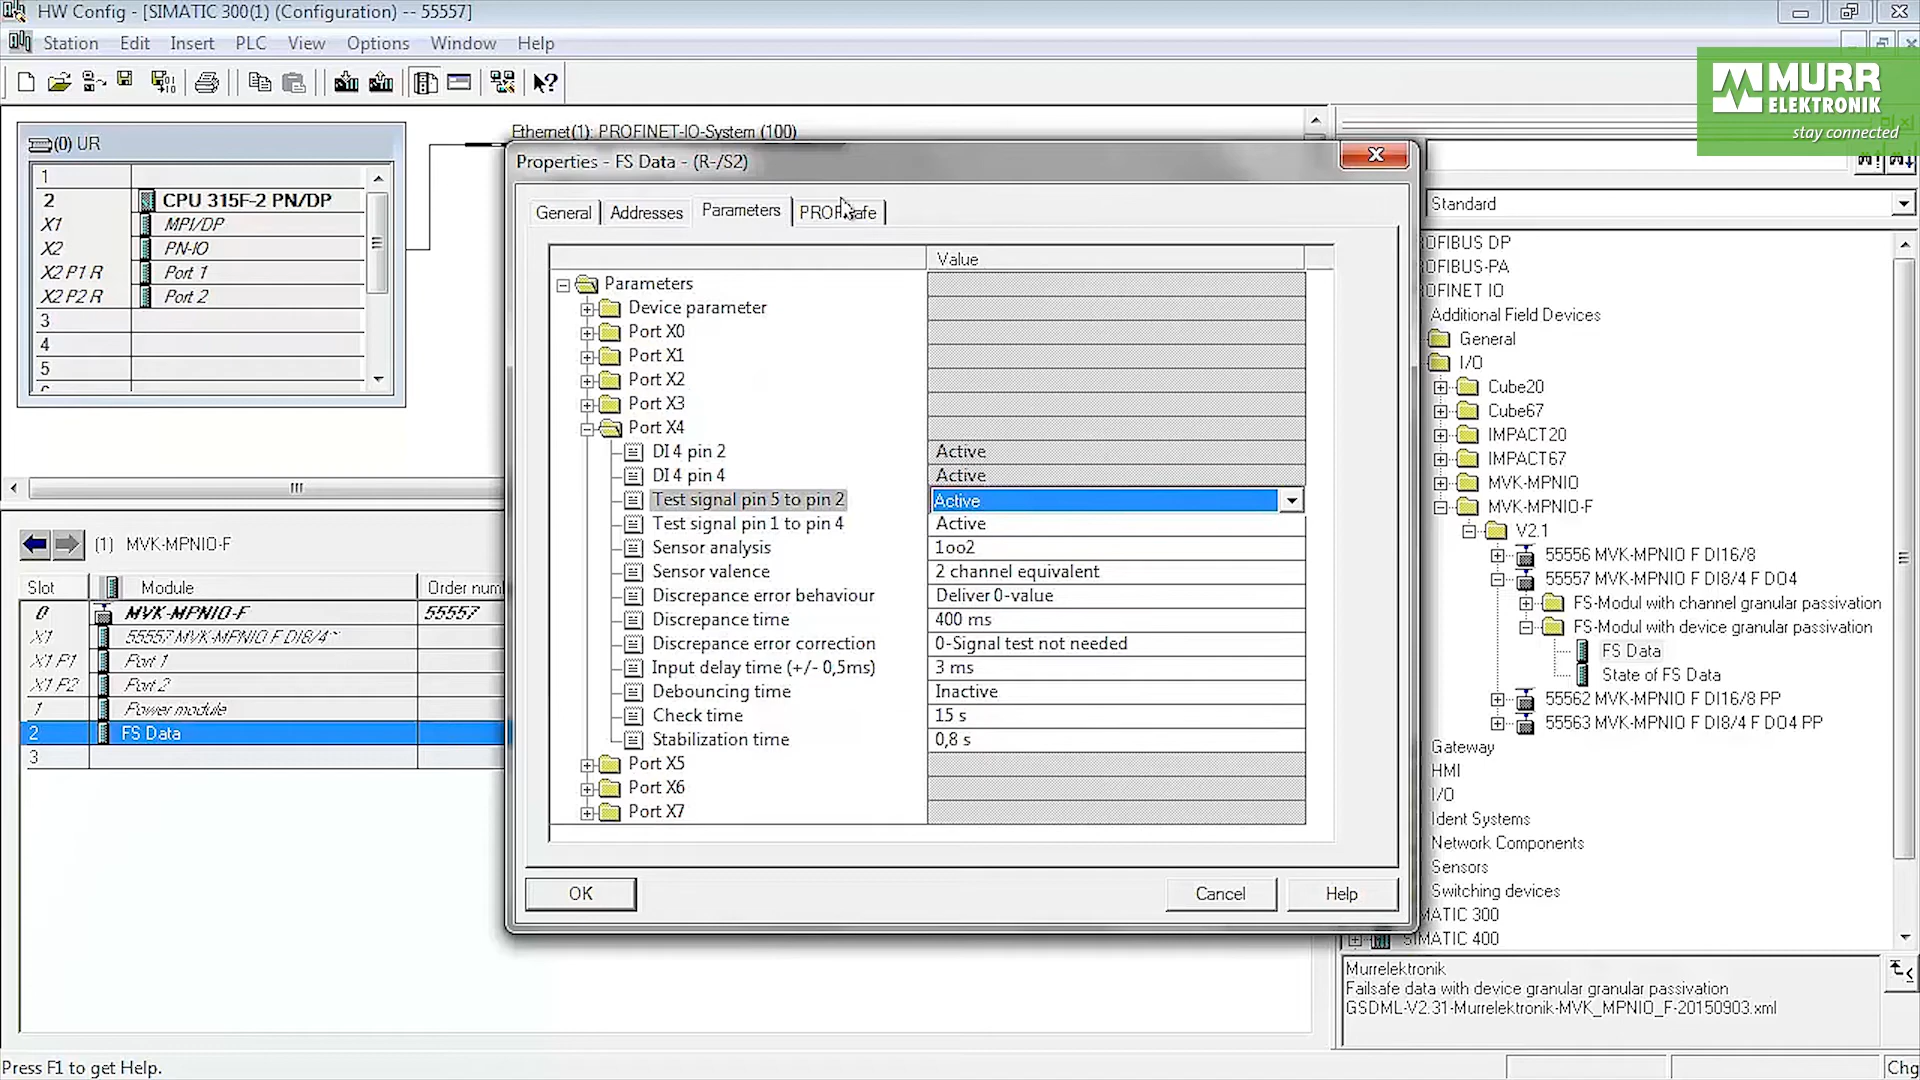 HW Config - [SIMATIC 300(1) (Configuration) -- 55557]
Station Edit Insert PLC View Options Window Help
MURR
ELEKTRONIK
stay connected
(0) UR
1
2 CPU 315F-2 PN/DP
X1 MPI/DP
X2 PN-IO
X2 P1 R Port 1
X2 P2 R Port 2
3
4
5
Ethernet(1): PROFINET-IO-System (100)
Properties - FS Data - (R-/S2)
General Addresses Parameters PROFIsafe
Value
Parameters
Device parameter
Port X0
Port X1
Port X2
Port X3
Port X4
DI 4 pin 2 Active
DI 4 pin 4 Active
Test signal pin 5 to pin 2 Active
Test signal pin 1 to pin 4 Active
Sensor analysis 1oo2
Sensor valence 2 channel equivalent
Discrepance error behaviour Deliver 0-value
Discrepance time 400 ms
Discrepance error correction 0-Signal test not needed
Input delay time (+/- 0,5ms) 3 ms
Debouncing time Inactive
Check time 15 s
Stabilization time 0,8 s
Port X5
Port X6
Port X7
OK Cancel Help
(1) MVK-MPNIO-F
Slot Module Order num
0 MVK-MPNIO-F 55557
X1 55557 MVK-MPNIO F DI8/4~
X1 P1 Port 1
X1 P2 Port 2
1 Power module
2 FS Data
3
Standard
OFIBUS DP
OFIBUS-PA
OFINET IO
Additional Field Devices
General
I/O
Cube20
Cube67
IMPACT20
IMPACT67
MVK-MPNIO
MVK-MPNIO-F
V2.1
55556 MVK-MPNIO F DI16/8
55557 MVK-MPNIO F DI8/4 F DO4
FS-Modul with channel granular passivation
FS-Modul with device granular passivation
FS Data
State of FS Data
55562 MVK-MPNIO F DI16/8 PP
55563 MVK-MPNIO F DI8/4 F DO4 PP
Gateway
HMI
I/O
Ident Systems
Network Components
Sensors
Switching devices
MATIC 300
SIMATIC 400
Murrelektronik
Failsafe data with device granular granular passivation
GSDML-V2.31-Murrelektronik-MVK_MPNIO_F-20150903.xml
Press F1 to get Help.
Chg